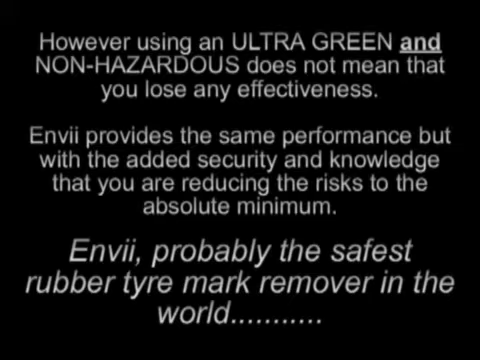 However using an ULTRA GREEN and
NON-HAZARDOUS does not mean that
you lose any effectiveness.
Envii provides the same performance but
with the added security and knowledge
that you are reducing the risks to the
absolute minimum.
Envii, probably the safest
rubber tyre mark remover in the
world...........